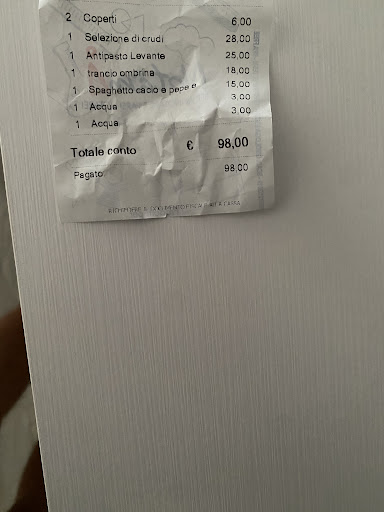 2 Coperti 6,00
1 Selezione di crudi 28,00
1 Antipasto Levante 25,00
1 trancio ombrina 18,00
1 Spaghetto cacio e pepe e 15,00
1 Acqua 3,00
1 Acqua 3,00
Totale conto € 98,00
Pagato 98,00